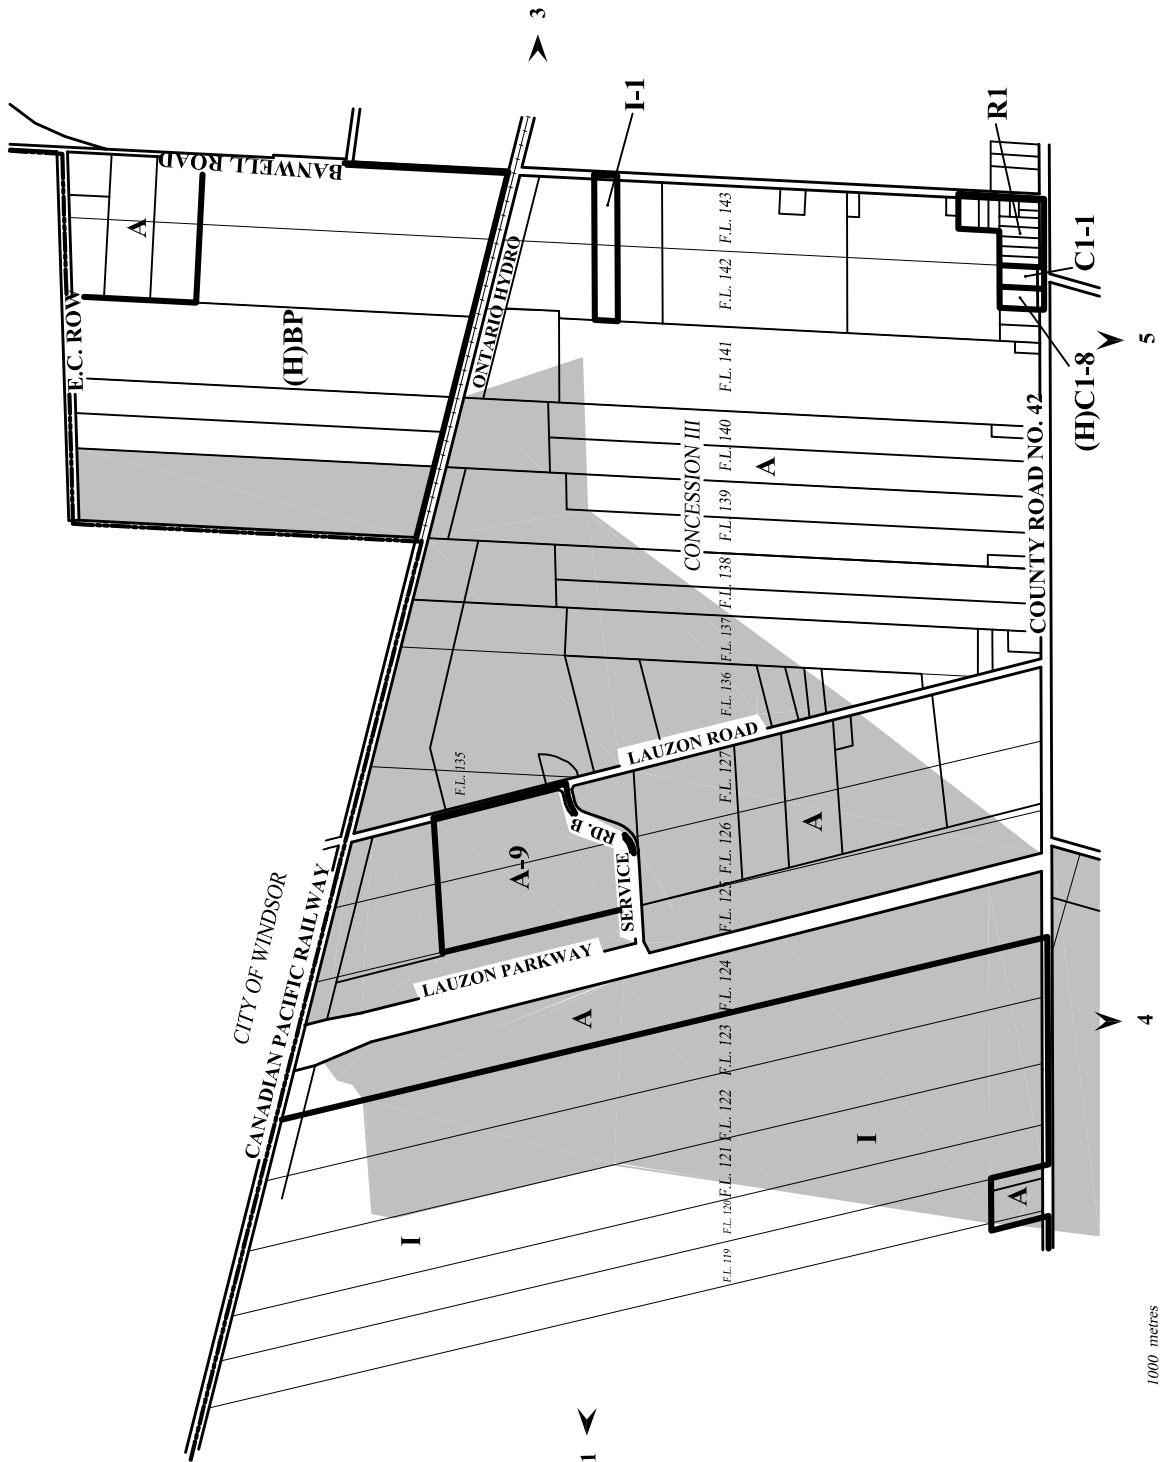 3
I-1
R1
BANWELL ROAD
A
E.C. ROW
(H)BP
ONTARIO HYDRO
F.L. 143
F.L. 142
F.L. 141
F.L. 140
F.L. 139
F.L. 138
F.L. 137
F.L. 136
F.L. 135
C1-1
(H)C1-8
5
CONCESSION III
A
COUNTY ROAD NO. 42
LAUZON ROAD
F.L. 127
F.L. 126
F.L. 125
F.L. 124
F.L. 123
F.L. 122
F.L. 121
F.L. 120
F.L. 119
A
A-9
SERVICE
RD. B
CITY OF WINDSOR
CANADIAN PACIFIC RAILWAY
LAUZON PARKWAY
A
I
I
A
4
1
1000 metres